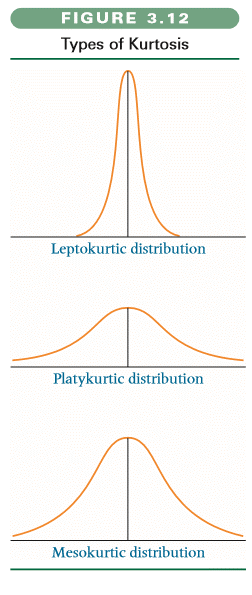 FIGURE 3.12
Types of Kurtosis
Leptokurtic distribution
Platykurtic distribution
Mesokurtic distribution